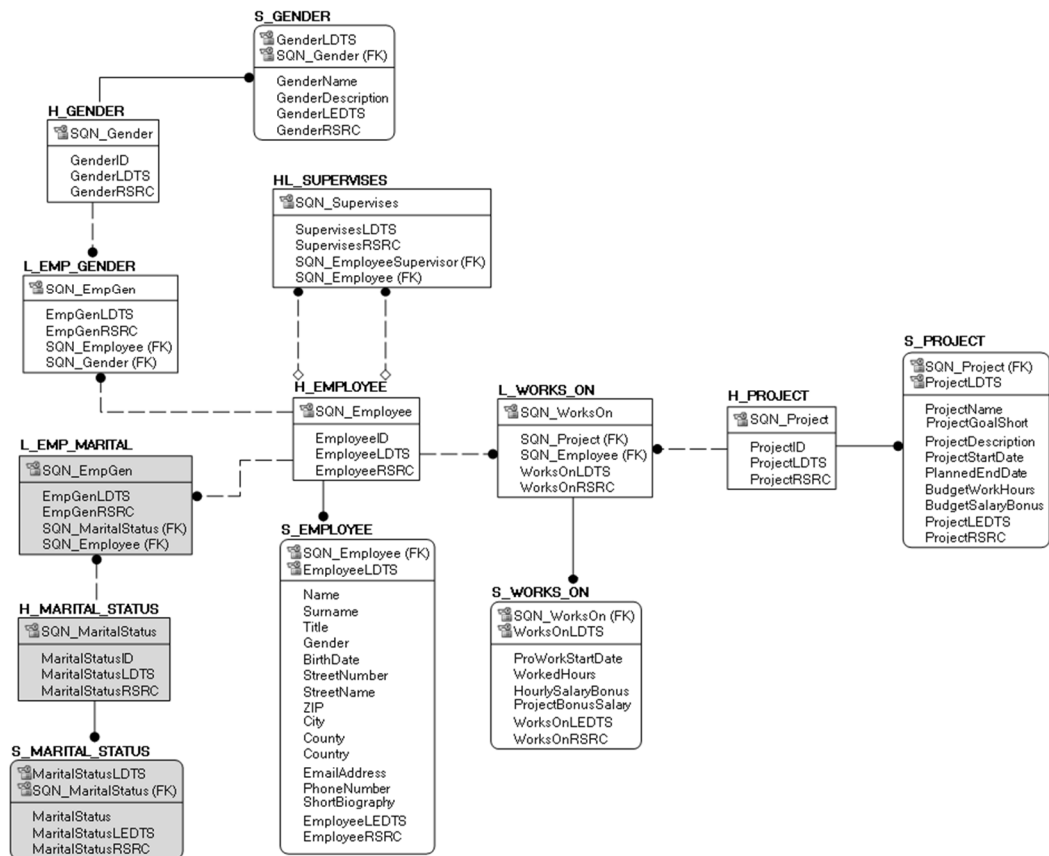 S_GENDER
GenderLDTS
SQN_Gender (FK)
GenderName
GenderDescription
GenderLEDTS
GenderRSRC
H_GENDER
SQN_Gender
GenderID
GenderLDTS
GenderRSRC
HL_SUPERVISES
SQN_Supervises
SupervisesLDTS
SupervisesRSRC
SQN_EmployeeSupervisor (FK)
SQN_Employee (FK)
L_EMP_GENDER
SQN_EmpGen
EmpGenLDTS
EmpGenRSRC
SQN_Employee (FK)
SQN_Gender (FK)
H_EMPLOYEE
SQN_Employee
EmployeeID
EmployeeLDTS
EmployeeRSRC
L_WORKS_ON
SQN_WorksOn
SQN_Project (FK)
SQN_Employee (FK)
WorksOnLDTS
WorksOnRSRC
H_PROJECT
SQN_Project
ProjectID
ProjectLDTS
ProjectRSRC
S_PROJECT
SQN_Project (FK)
ProjectLDTS
ProjectName
ProjectGoalShort
ProjectDescription
ProjectStartDate
PlannedEndDate
BudgetWorkHours
BudgetSalaryBonus
ProjectLEDTS
ProjectRSRC
L_EMP_MARITAL
SQN_EmpGen
EmpGenLDTS
EmpGenRSRC
SQN_MaritalStatus (FK)
SQN_Employee (FK)
S_EMPLOYEE
SQN_Employee (FK)
EmployeeLDTS
Name
Surname
Title
Gender
BirthDate
StreetNumber
StreetName
ZIP
City
County
Country
EmailAddress
PhoneNumber
ShortBiography
EmployeeLEDTS
EmployeeRSRC
S_WORKS_ON
SQN_WorksOn (FK)
WorksOnLDTS
ProWorkStartDate
WorkedHours
HourlySalaryBonus
ProjectBonusSalary
WorksOnLEDTS
WorksOnRSRC
H_MARITAL_STATUS
SQN_MaritalStatus
MaritalStatusID
MaritalStatusLDTS
MaritalStatusRSRC
S_MARITAL_STATUS
MaritalStatusLDTS
SQN_MaritalStatus (FK)
MaritalStatus
MaritalStatusLEDTS
MaritalStatusRSRC